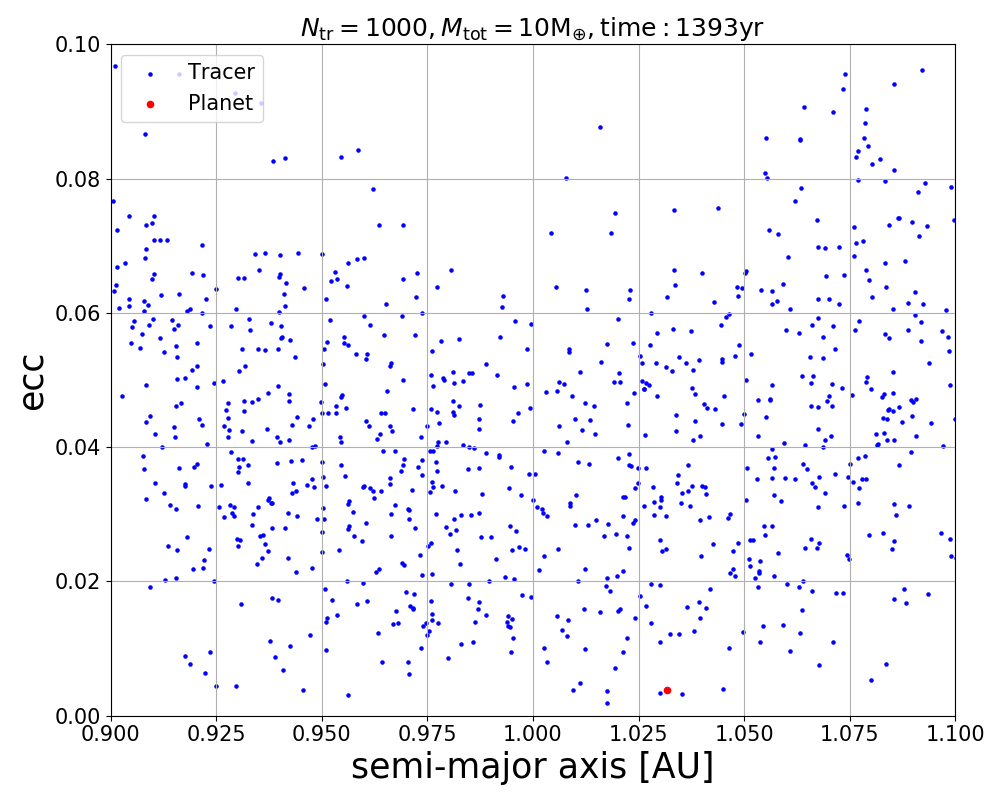 N_tr = 1000, M_tot = 10M_⊕, time : 1393yr
Tracer
Planet
ecc
0.10
0.08
0.06
0.04
0.02
0.00
0.900 0.925 0.950 0.975 1.000 1.025 1.050 1.075 1.100
semi-major axis [AU]